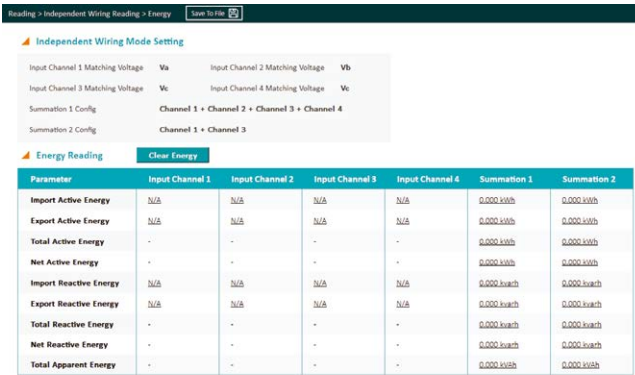 Reading > Independent Wiring Reading > Energy Save To File
Independent Wiring Mode Setting
Input Channel 1 Matching Voltage Va Input Channel 2 Matching Voltage Vb
Input Channel 3 Matching Voltage Vc Input Channel 4 Matching Voltage Vc
Summation 1 Config Channel 1 + Channel 2 + Channel 3 + Channel 4
Summation 2 Config Channel 1 + Channel 3
Energy Reading Clear Energy
Parameter Input Channel 1 Input Channel 2 Input Channel 3 Input Channel 4 Summation 1 Summation 2
Import Active Energy N/A N/A N/A N/A 0.000 kWh 0.000 kWh
Export Active Energy N/A N/A N/A N/A 0.000 kWh 0.000 kWh
Total Active Energy - - - - 0.000 kWh 0.000 kWh
Net Active Energy - - - - 0.000 kWh 0.000 kWh
Import Reactive Energy N/A N/A N/A N/A 0.000 kvarh 0.000 kvarh
Export Reactive Energy N/A N/A N/A N/A 0.000 kvarh 0.000 kvarh
Total Reactive Energy - - - - 0.000 kvarh 0.000 kvarh
Net Reactive Energy - - - - 0.000 kvarh 0.000 kvarh
Total Apparent Energy - - - - 0.000 kVAh 0.000 kVAh